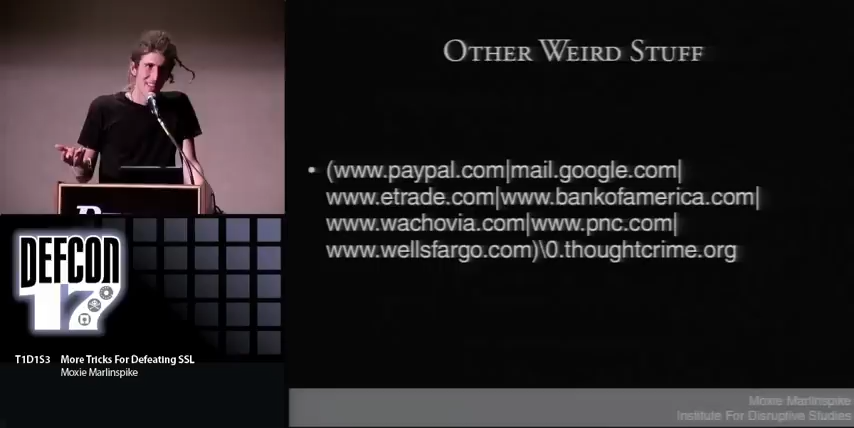 OTHER WEIRD STUFF
• (www.paypal.com|mail.google.com|
www.etrade.com|www.bankofamerica.com|
www.wachovia.com|www.pnc.com|
www.wellsfargo.com)\0.thoughtcrime.org
DEFCON
17
T1D1S3 More Tricks For Defeating SSL
Moxie Marlinspike
Moxie Marlinspike
Institute For Disruptive Studies